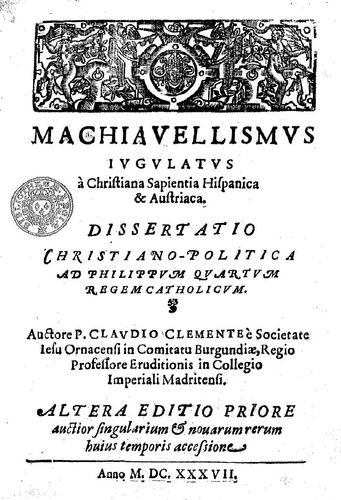 MACHIAVELLISMVS
IVGVLATVS
à Christiana Sapientia Hispanica
& Austriaca.
DISSERTATIO
CHRISTIANO-POLITICA
AD PHILIPPVM QVARTVM
REGEM CATHOLICVM.
Auctore P. CLAVDIO CLEMENTE è Societate
Iesu Ornacensi in Comitatu Burgundiæ, Regio
Professore Eruditionis in Collegio
Imperiali Madritensi.
ALTERA EDITIO PRIORE
auctior singularium & nouarum rerum
huius temporis accessione
Anno M. DC. XXXVII.